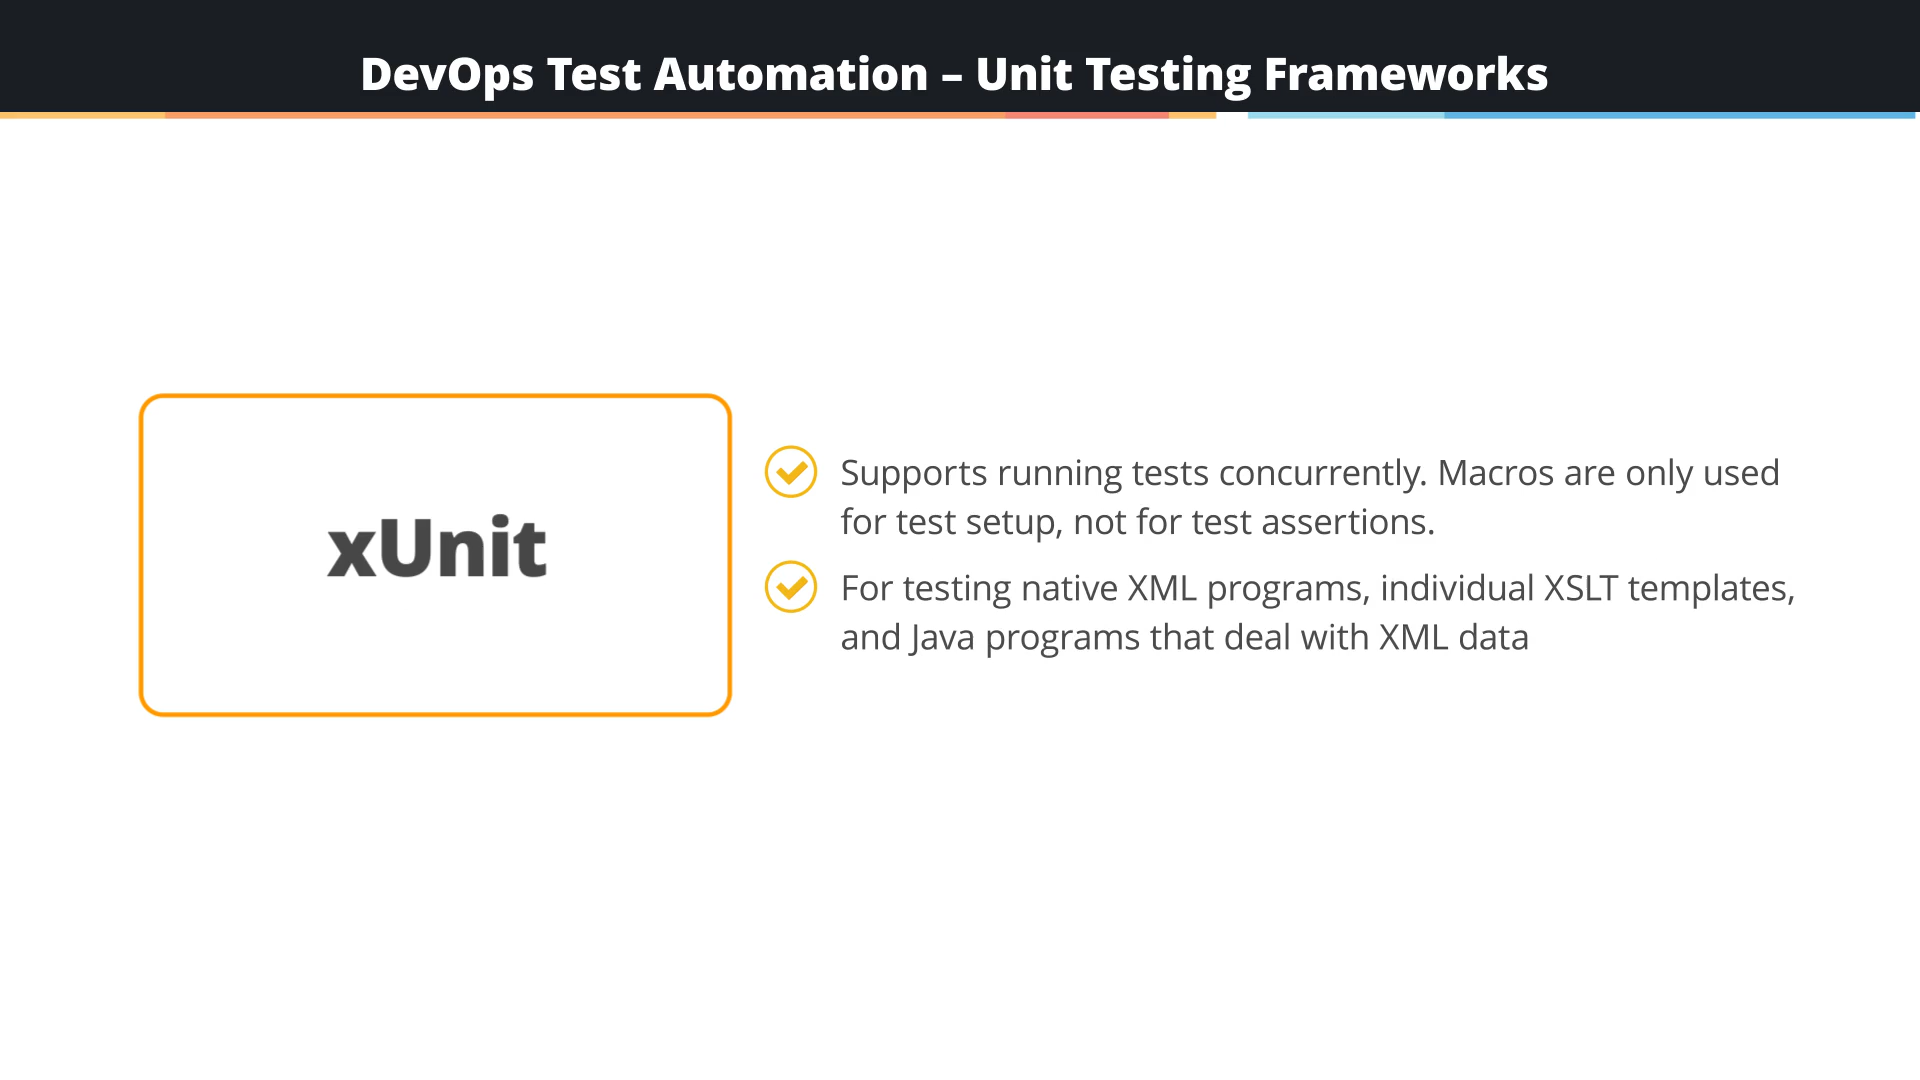 DevOps Test Automation – Unit Testing Frameworks
xUnit
Supports running tests concurrently. Macros are only used
for test setup, not for test assertions.
For testing native XML programs, individual XSLT templates,
and Java programs that deal with XML data